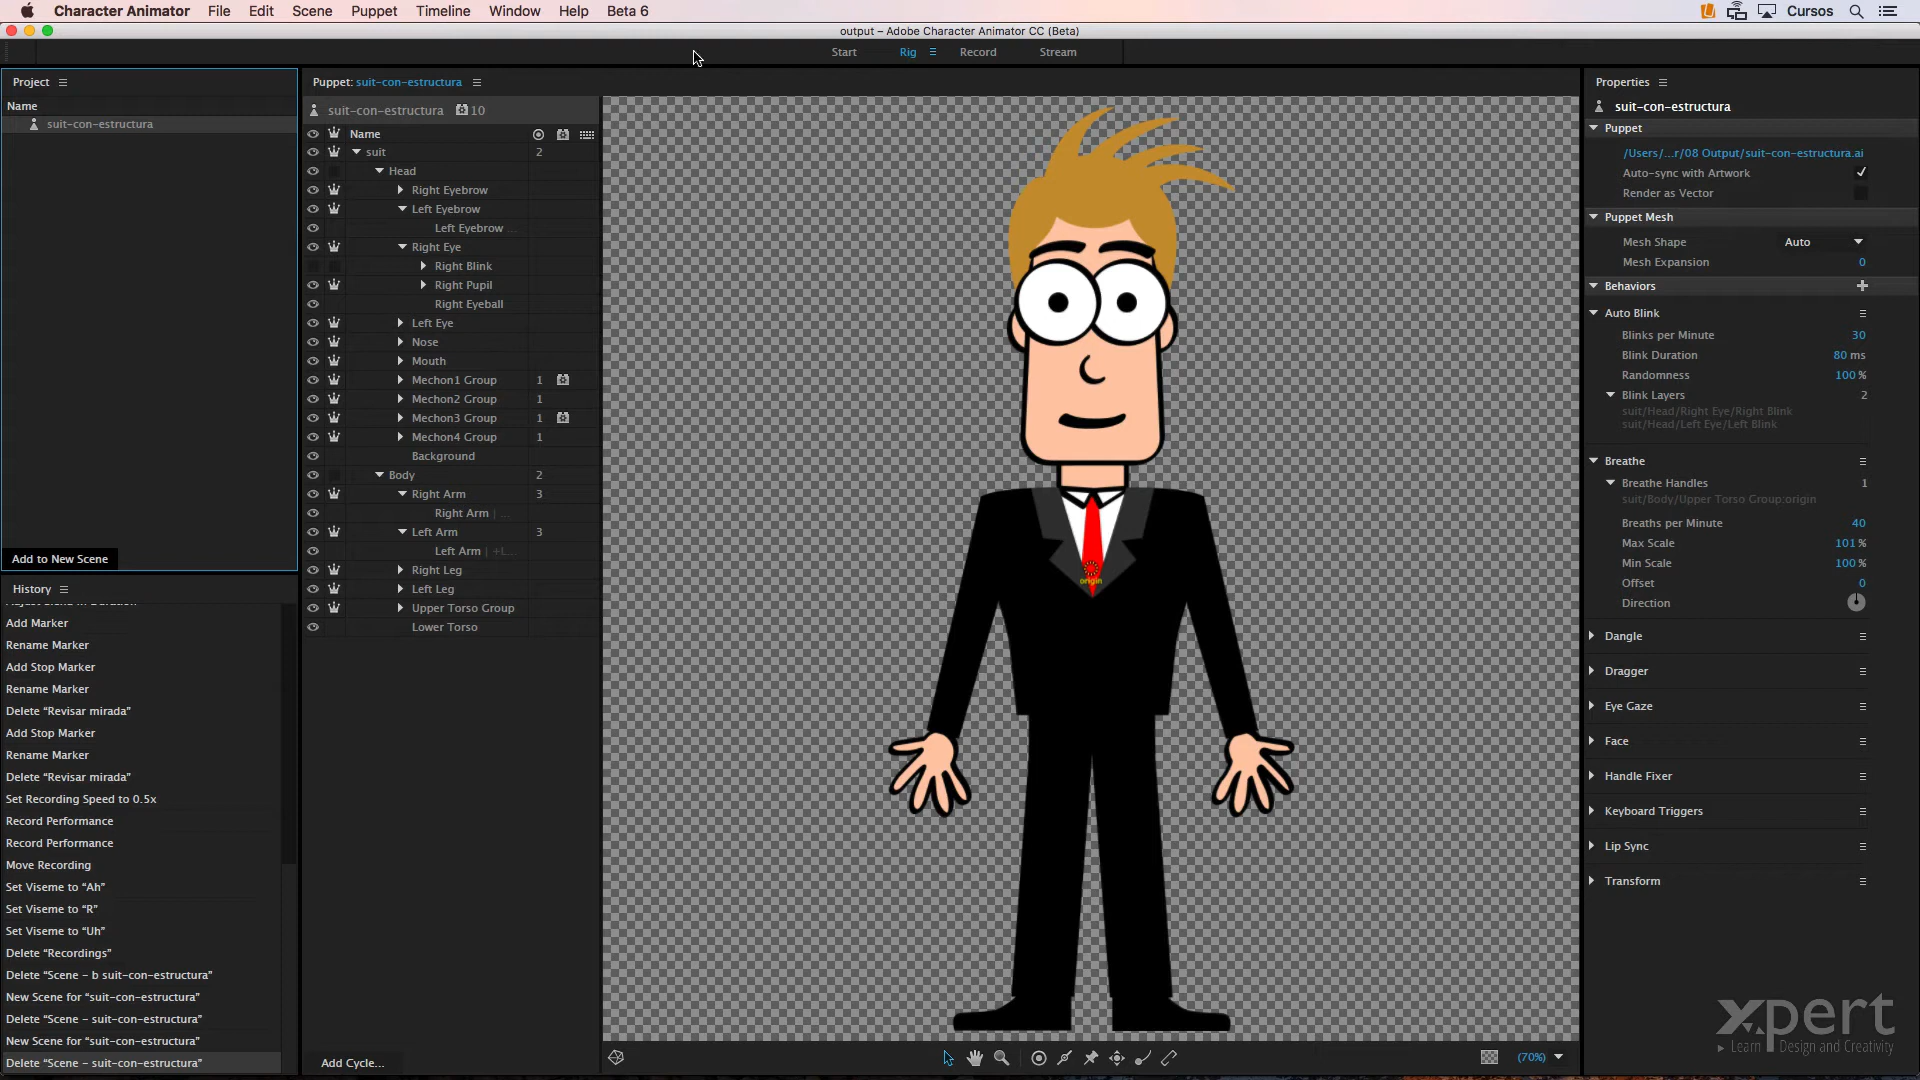 Character Animator File Edit Scene Puppet Timeline Window Help Beta 6 Cursos
output – Adobe Character Animator CC (Beta)
Start Rig Record Stream
Project
Name
suit-con-estructura
Add to New Scene
History
Add Marker
Rename Marker
Add Stop Marker
Rename Marker
Delete “Revisar mirada”
Add Stop Marker
Rename Marker
Delete “Revisar mirada”
Set Recording Speed to 0.5x
Record Performance
Record Performance
Move Recording
Set Viseme to “Ah”
Set Viseme to “R”
Set Viseme to “Uh”
Delete “Recordings”
Delete “Scene – b suit-con-estructura”
New Scene for “suit-con-estructura”
Delete “Scene – suit-con-estructura”
New Scene for “suit-con-estructura”
Delete “Scene – suit-con-estructura”
Puppet: suit-con-estructura
suit-con-estructura 10
Name
suit 2
Head
Right Eyebrow
Left Eyebrow
Left Eyebrow ...
Right Eye
Right Blink
Right Pupil
Right Eyeball
Left Eye
Nose
Mouth
Mechon1 Group 1
Mechon2 Group 1
Mechon3 Group 1
Mechon4 Group 1
Background
Body 2
Right Arm 3
Right Arm | ...
Left Arm 3
Left Arm | +L...
Right Leg
Left Leg
Upper Torso Group
Lower Torso
Add Cycle...
origin
(70%)
Properties
suit-con-estructura
Puppet
/Users/...r/08 Output/suit-con-estructura.ai
Auto-sync with Artwork
Render as Vector
Puppet Mesh
Mesh Shape Auto
Mesh Expansion 0
Behaviors
Auto Blink
Blinks per Minute 30
Blink Duration 80 ms
Randomness 100 %
Blink Layers 2
suit/Head/Right Eye/Right Blink
suit/Head/Left Eye/Left Blink
Breathe
Breathe Handles 1
suit/Body/Upper Torso Group:origin
Breaths per Minute 40
Max Scale 101 %
Min Scale 100 %
Offset 0
Direction
Dangle
Dragger
Eye Gaze
Face
Handle Fixer
Keyboard Triggers
Lip Sync
Transform
xpert
Learn Design and Creativity